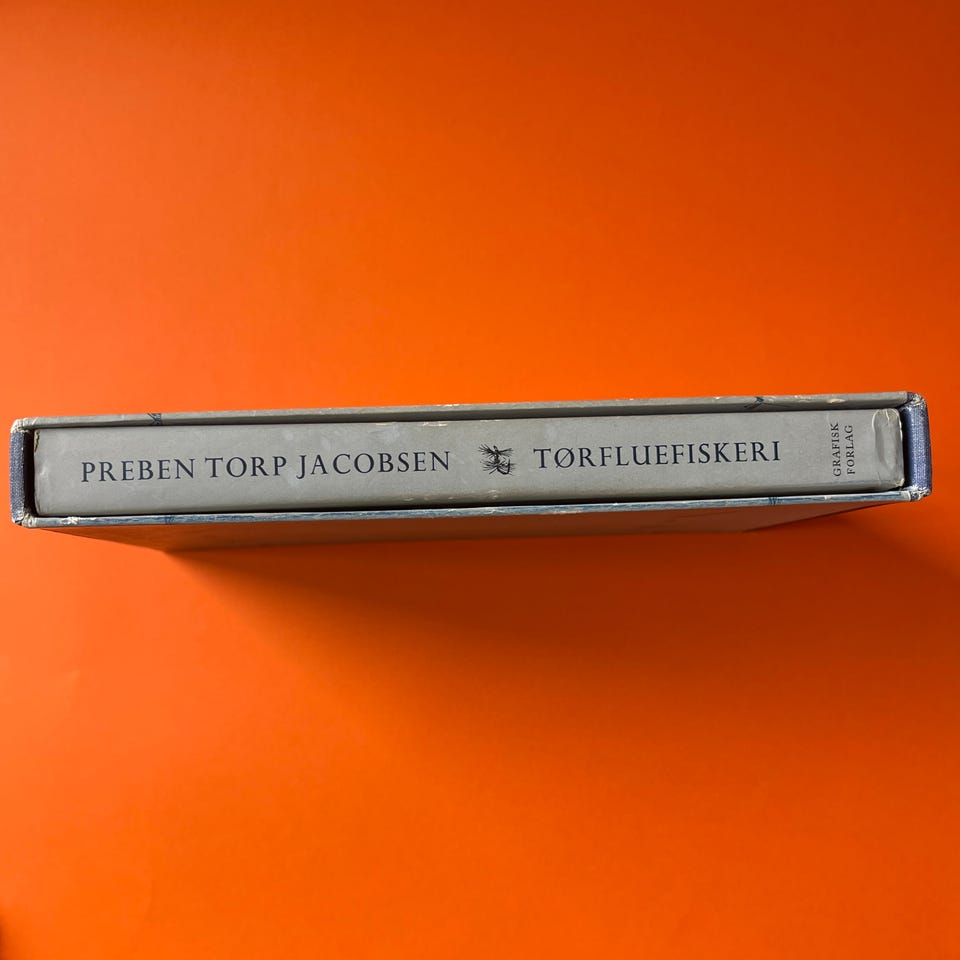 PREBEN TORP JACOBSEN TØRFLUEFISKERI
GRAFISK
FORLAG